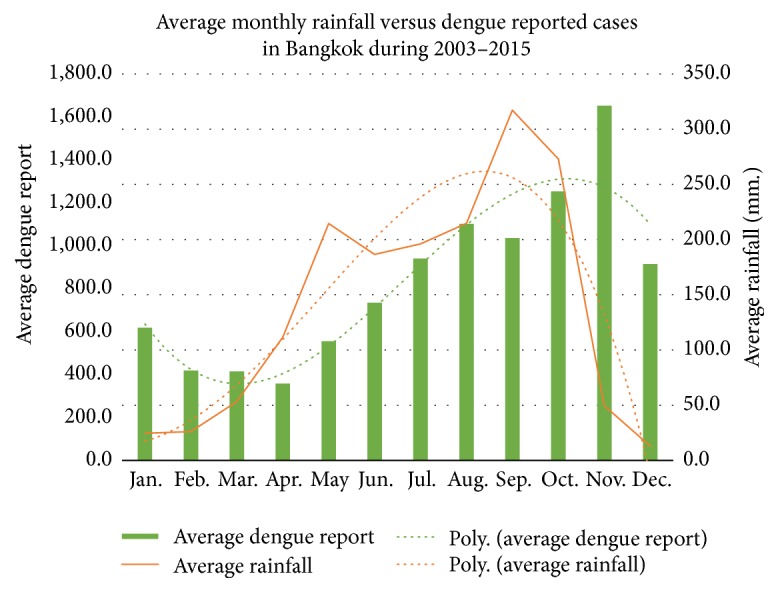 Average monthly rainfall versus dengue reported cases
in Bangkok during 2003–2015
Average dengue report
1,800.0
1,600.0
1,400.0
1,200.0
1,000.0
800.0
600.0
400.0
200.0
0.0
350.0
300.0
250.0
200.0
150.0
100.0
50.0
0.0
Average rainfall (mm.)
Jan. Feb. Mar. Apr. May Jun. Jul. Aug. Sep. Oct. Nov. Dec.
Average dengue report
Average rainfall
Poly. (average dengue report)
Poly. (average rainfall)